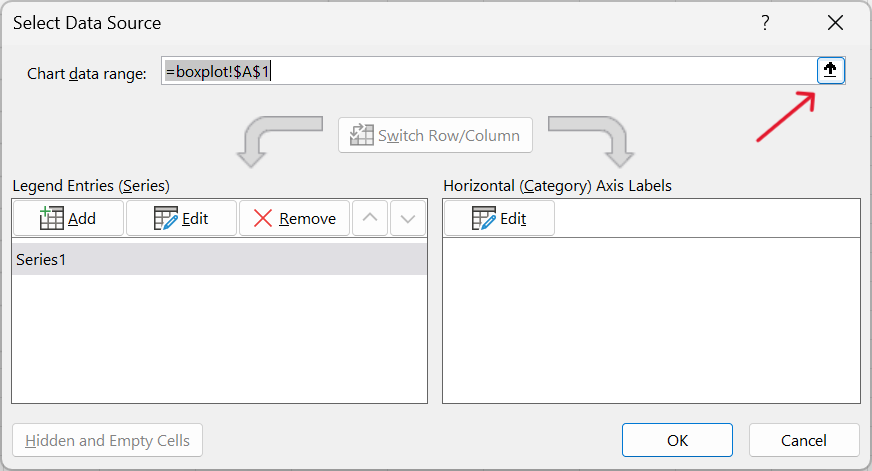 Select Data Source
?
Chart data range: =boxplot!$A$1
Switch Row/Column
Legend Entries (Series)
Horizontal (Category) Axis Labels
Add Edit Remove
Edit
Series1
Hidden and Empty Cells
OK Cancel